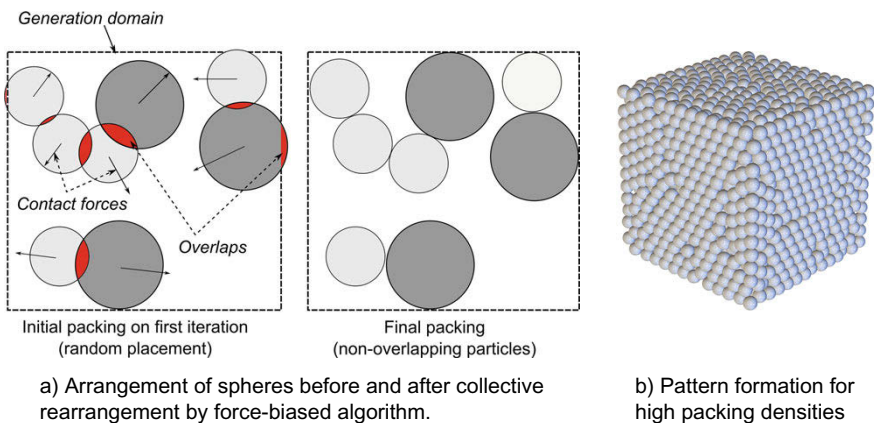 Generation domain
Contact forces
Overlaps
Initial packing on first iteration
(random placement)
Final packing
(non-overlapping particles)
a) Arrangement of spheres before and after collective
rearrangement by force-biased algorithm.
b) Pattern formation for
high packing densities